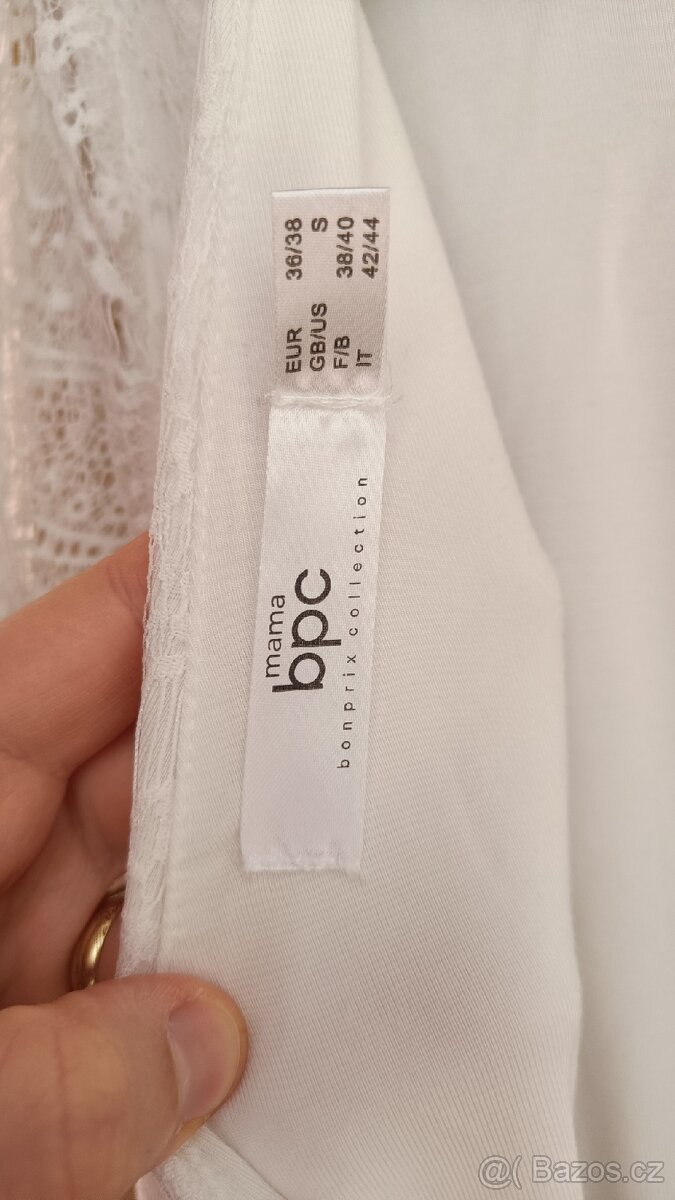 EUR 36/38
GB/US S
F/B 38/40
IT 42/44
mama
bpc
bonprix collection
@( Bazos.cz